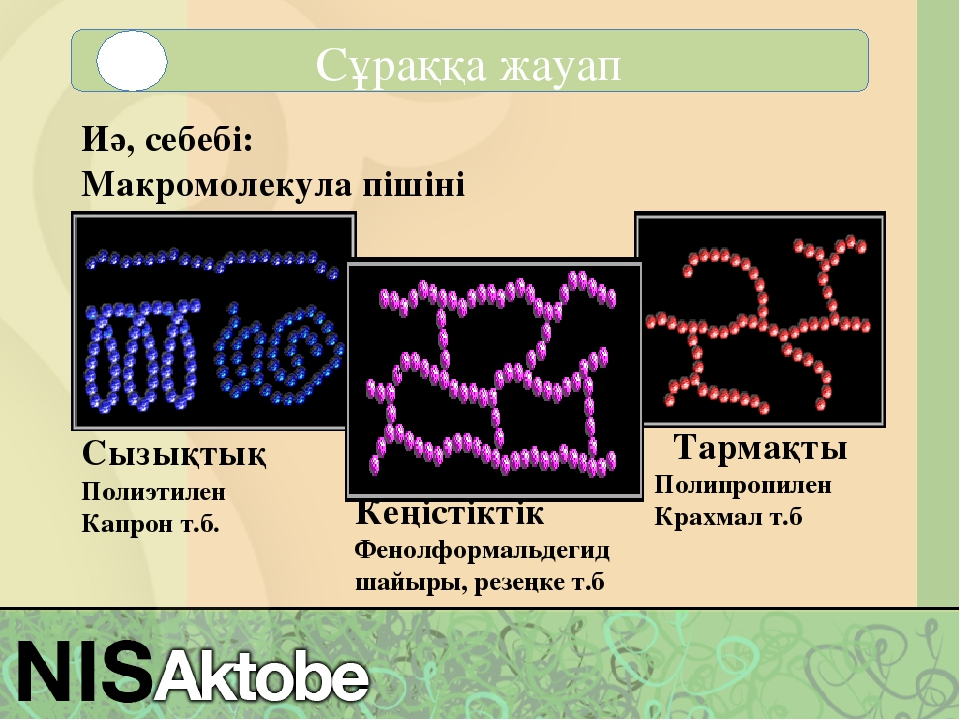 Сұраққа жауап
Иә, себебі:
Макромолекула пішіні
Сызықтық
Полиэтилен
Капрон т.б.
Кеңістіктік
Фенолформальдегид
шайыры, резеңке т.б
Тармақты
Полипропилен
Крахмал т.б
NISAktobe